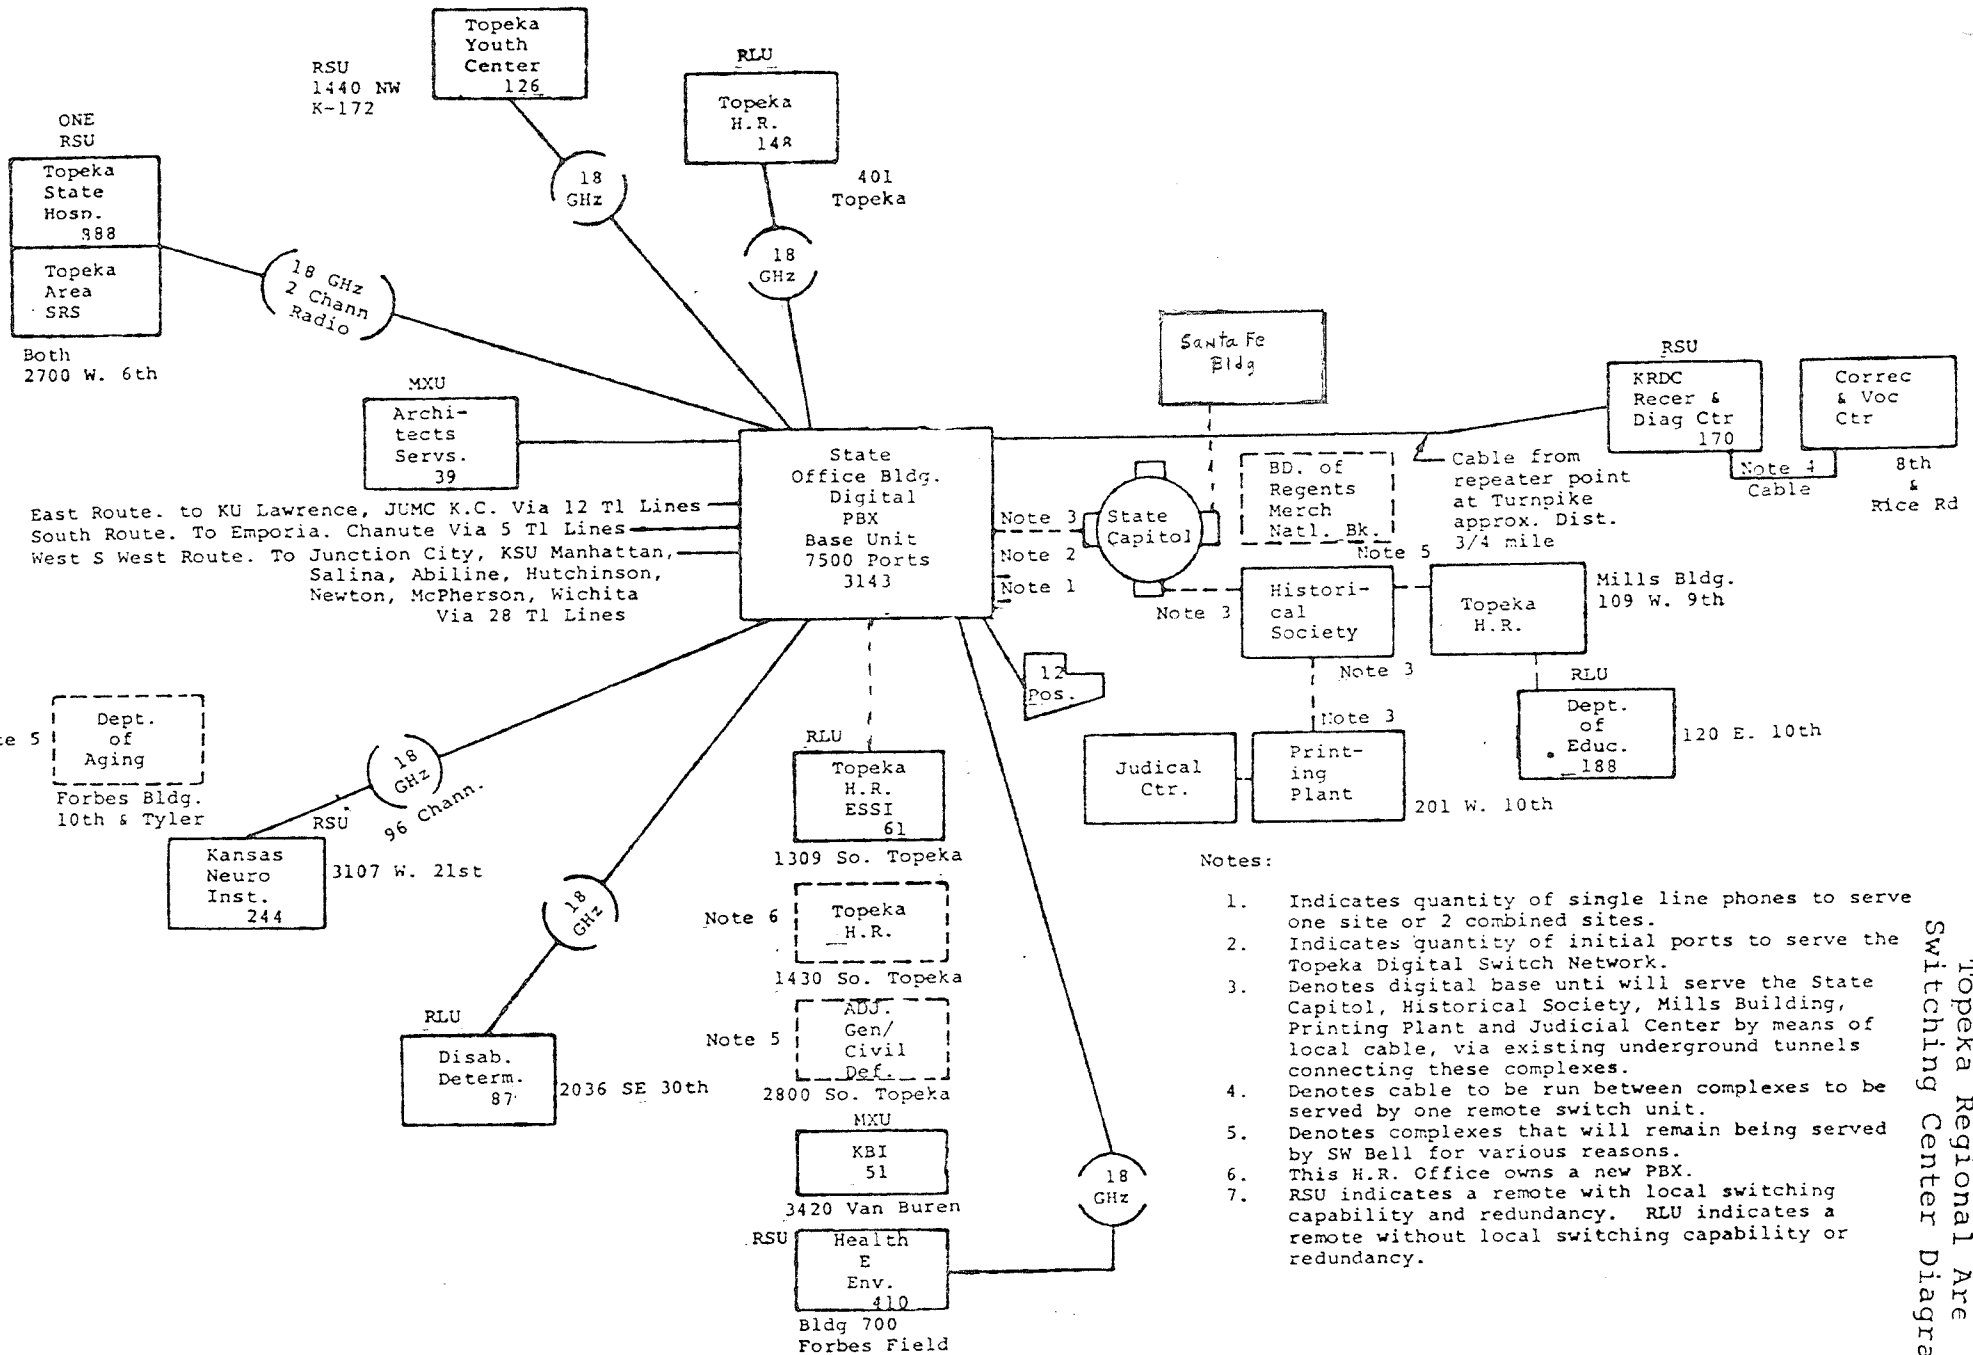 Topeka
Youth
Center
126
RSU
1440 NW
K-172
18
GHz
RLU
Topeka
H.R.
148
401
Topeka
18
GHz
ONE
RSU
Topeka
State
Hosn.
388
Topeka
Area
SRS
Both
2700 W. 6th
18 GHz
2 Chann
Radio
MXU
Archi-
tects
Servs.
39
Santa Fe
Bldg
State
Office Bldg.
Digital
PBX
Base Unit
7500 Ports
3143
East Route. to KU Lawrence, JUMC K.C. Via 12 T1 Lines
South Route. To Emporia. Chanute Via 5 T1 Lines
West S West Route. To Junction City, KSU Manhattan,
Salina, Abiline, Hutchinson,
Newton, McPherson, Wichita
Via 28 T1 Lines
Note 3
Note 2
Note 1
State
Capitol
BD. of
Regents
Merch
Natl. Bk.
Note 5
RSU
KRDC
Recer &
Diag Ctr
170
Correc
& Voc
Ctr
Note 4
Cable
8th
&
Rice Rd
Cable from
repeater point
at Turnpike
approx. Dist.
3/4 mile
Note 3
Histori-
cal
Society
Topeka
H.R.
Mills Bldg.
109 W. 9th
Note 3
RLU
Dept.
of
Educ.
188
120 E. 10th
Note 3
Judical
Ctr.
Print-
ing
Plant
201 W. 10th
12
Pos.
te 5
Dept.
of
Aging
Forbes Bldg.
10th & Tyler
18
GHz
96 Chann.
RSU
Kansas
Neuro
Inst.
244
3107 W. 21st
18
GHz
RLU
Disab.
Determ.
87
2036 SE 30th
RLU
Topeka
H.R.
ESSI
61
1309 So. Topeka
Note 6
Topeka
H.R.
1430 So. Topeka
Note 5
ADJ.
Gen/
Civil
Def.
2800 So. Topeka
MXU
KBI
51
3420 Van Buren
RSU
Health
E
Env.
410
Bldg 700
Forbes Field
18
GHz
Notes:
1. Indicates quantity of single line phones to serve
one site or 2 combined sites.
2. Indicates quantity of initial ports to serve the
Topeka Digital Switch Network.
3. Denotes digital base unti will serve the State
Capitol, Historical Society, Mills Building,
Printing Plant and Judicial Center by means of
local cable, via existing underground tunnels
connecting these complexes.
4. Denotes cable to be run between complexes to be
served by one remote switch unit.
5. Denotes complexes that will remain being served
by SW Bell for various reasons.
6. This H.R. Office owns a new PBX.
7. RSU indicates a remote with local switching
capability and redundancy. RLU indicates a
remote without local switching capability or
redundancy.
Topeka Regional Are
Switching Center Diagra